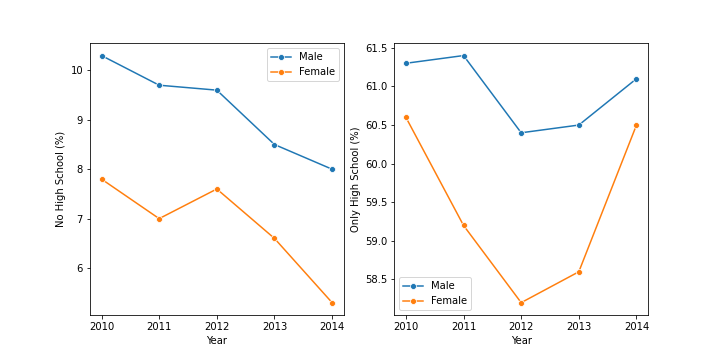 No High School (%)
10
9
8
7
6
2010 2011 2012 2013 2014
Year
Male
Female
Only High School (%)
61.5
61.0
60.5
60.0
59.5
59.0
58.5
2010 2011 2012 2013 2014
Year
Male
Female